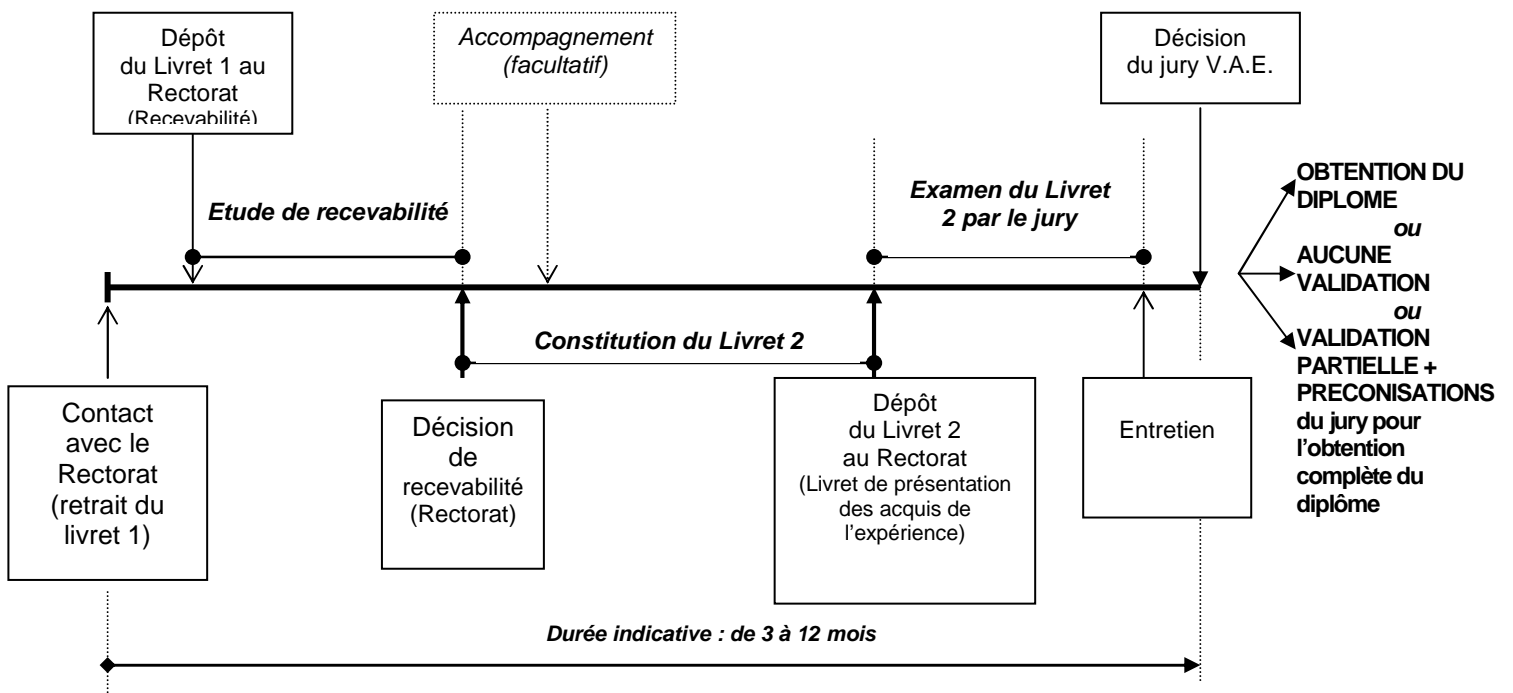 Dépôt
du Livret 1 au
Rectorat
(Recevabilité)
Accompagnement
(facultatif)
Décision
du jury V.A.E.
Etude de recevabilité
Examen du Livret
2 par le jury
OBTENTION DU
DIPLOME
ou
AUCUNE
VALIDATION
ou
VALIDATION
PARTIELLE +
PRECONISATIONS
du jury pour
l'obtention
complète du
diplôme
Constitution du Livret 2
Contact
avec le
Rectorat
(retrait du
livret 1)
Décision
de
recevabilité
(Rectorat)
Dépôt
du Livret 2
au Rectorat
(Livret de présentation
des acquis de
l'expérience)
Entretien
Durée indicative : de 3 à 12 mois